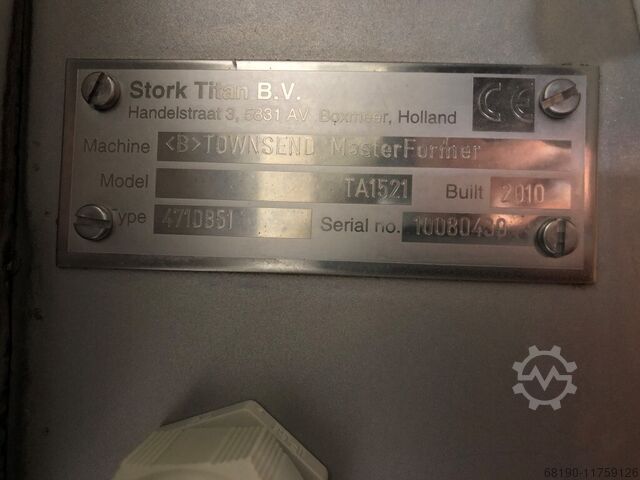 Stork Titan B.V.
Handelstraat 3, 5831 AV Boxmeer, Holland
CE
Machine <B>TOWNSEND MasterFormer
Model TA1521 Built 2010
Type 4710851 Serial no.
68190-11759126